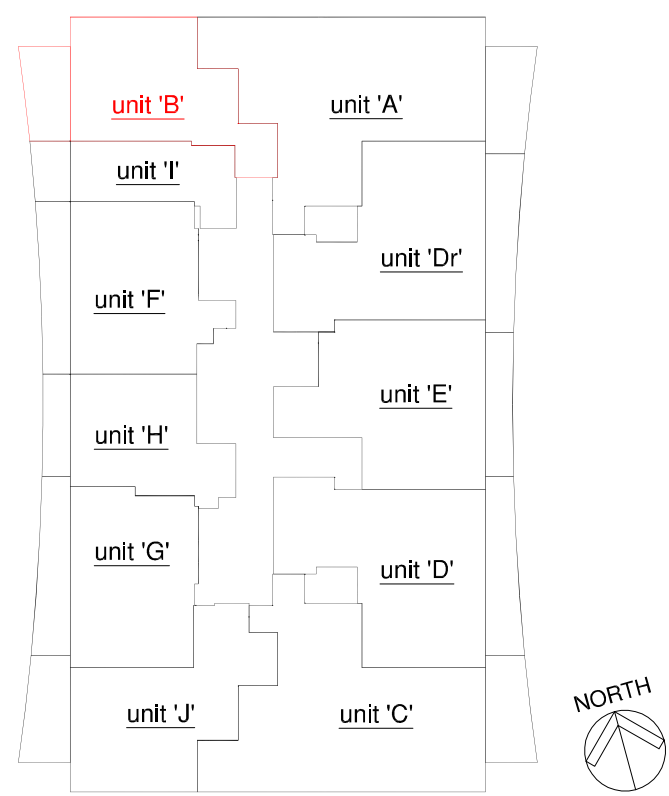 unit 'B'
unit 'A'
unit 'I'
unit 'Dr'
unit 'F'
unit 'E'
unit 'H'
unit 'G'
unit 'D'
unit 'J'
unit 'C'
NORTH